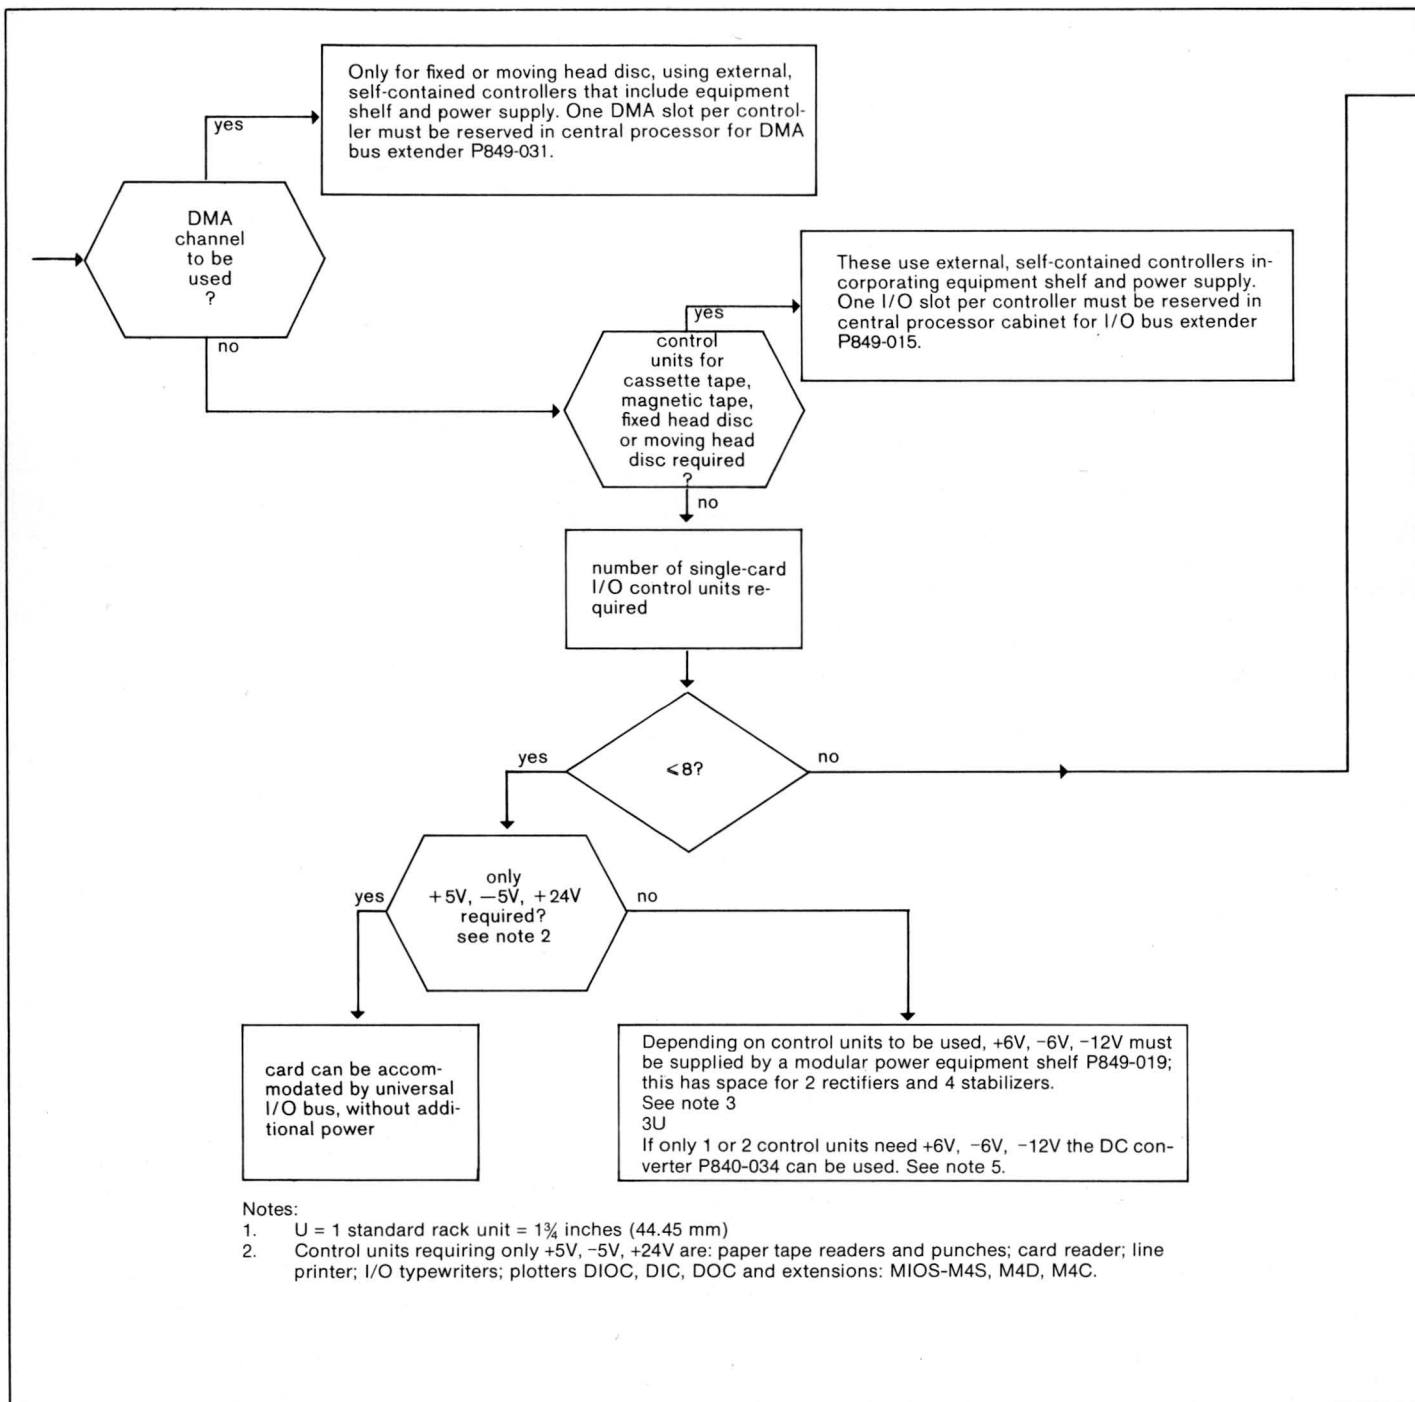 Only for fixed or moving head disc, using external,
self-contained controllers that include equipment
shelf and power supply. One DMA slot per control-
ler must be reserved in central processor for DMA
bus extender P849-031.
yes
DMA
channel
to be
used
?
no
These use external, self-contained controllers in-
corporating equipment shelf and power supply.
One I/O slot per controller must be reserved in
central processor cabinet for I/O bus extender
P849-015.
yes
control
units for
cassette tape,
magnetic tape,
fixed head disc
or moving head
disc required
?
no
number of single-card
I/O control units re-
quired
yes
≤8?
no
only
+5V, −5V, +24V
required?
see note 2
yes
no
card can be accom-
modated by universal
I/O bus, without addi-
tional power
Depending on control units to be used, +6V, −6V, −12V must
be supplied by a modular power equipment shelf P849-019;
this has space for 2 rectifiers and 4 stabilizers.
See note 3
3U
If only 1 or 2 control units need +6V, −6V, −12V the DC con-
verter P840-034 can be used. See note 5.
Notes:
1. U = 1 standard rack unit = 1¾ inches (44.45 mm)
2. Control units requiring only +5V, −5V, +24V are: paper tape readers and punches; card reader; line
printer; I/O typewriters; plotters DIOC, DIC, DOC and extensions: MIOS-M4S, M4D, M4C.